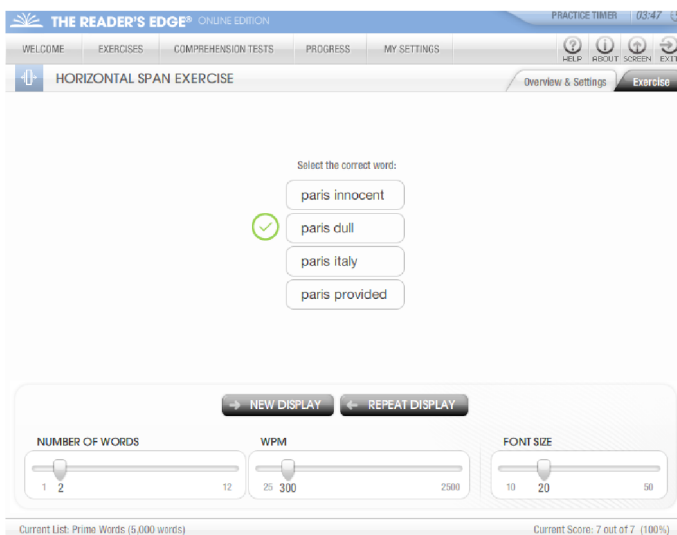 THE READER'S EDGE® ONLINE EDITION
PRACTICE TIMER 03:47
WELCOME EXERCISES COMPREHENSION TESTS PROGRESS MY SETTINGS
HELP ABOUT SCREEN EXIT
HORIZONTAL SPAN EXERCISE
Overview & Settings Exercise
Select the correct word:
paris innocent
paris dull
paris italy
paris provided
NEW DISPLAY REPEAT DISPLAY
NUMBER OF WORDS WPM FONT SIZE
1 2 12 25 300 2500 10 20 50
Current List: Prime Words (5,000 words) Current Score: 7 out of 7 (100%)